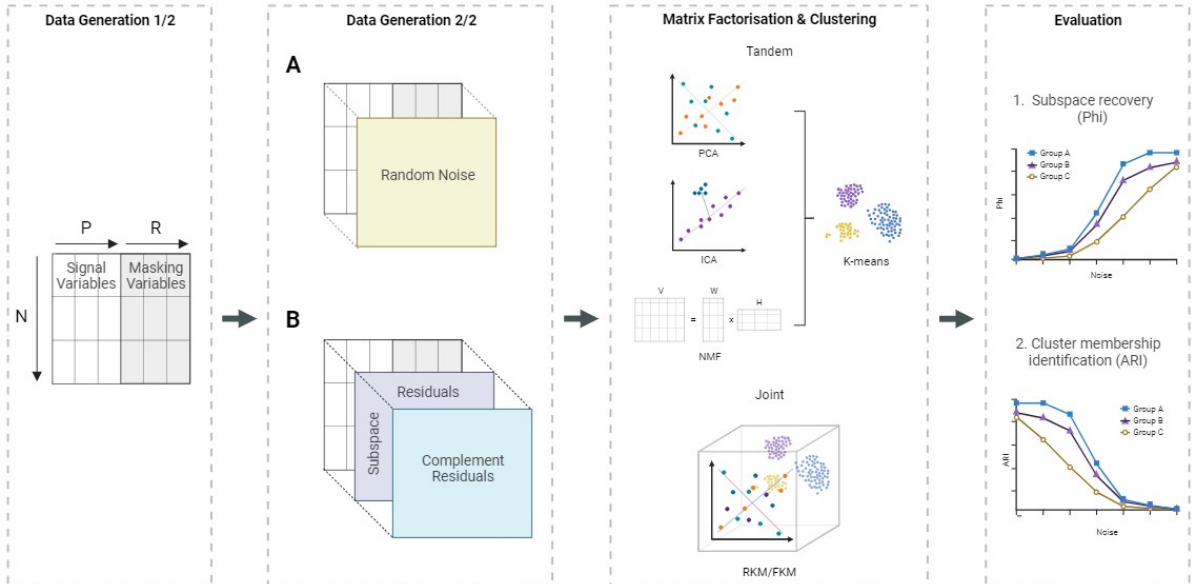 Data Generation 1/2
P
R
N
Signal
Variables
Masking
Variables
Data Generation 2/2
A
Random Noise
B
Residuals
Subspace
Complement
Residuals
Matrix Factorisation & Clustering
Tandem
PCA
ICA
K-means
V
W
H
=
x
NMF
Joint
RKM/FKM
Evaluation
1. Subspace recovery
(Phi)
Group A
Group B
Group C
Phi
Noise
2. Cluster membership
identification (ARI)
Group A
Group B
Group C
ARI
Noise